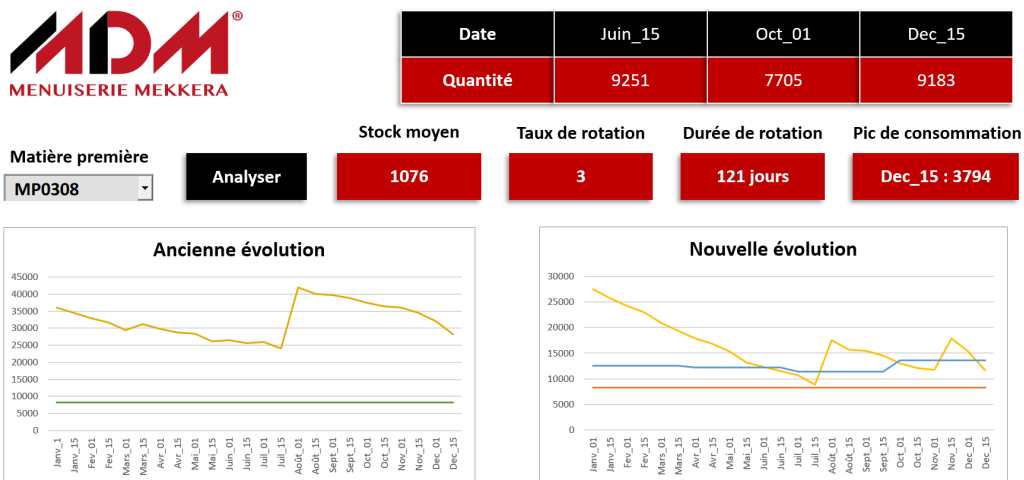 MDM®
MENUISERIE MEKKERA
Date Juin_15 Oct_01 Dec_15
Quantité 9251 7705 9183
Matière première
MP0308
Analyser
Stock moyen Taux de rotation Durée de rotation Pic de consommation
1076 3 121 jours Dec_15 : 3794
Ancienne évolution
45000
40000
35000
30000
25000
20000
15000
10000
5000
0
Janv_1 Janv_15 Fev_01 Fev_15 Mars_01 Mars_15 Avr_01 Avr_15 Mai_01 Mai_15 Juin_01 Juin_15 Juil_01 Juil_15 Août_01 Août_15 Sept_01 Sept_15 Oct_01 Oct_15 Nov_01 Nov_15 Dec_01 Dec_15
Nouvelle évolution
30000
25000
20000
15000
10000
5000
0
Janv_01 Janv_15 Fev_01 Fev_15 Mars_01 Mars_15 Avr_01 Avr_15 Mai_01 Mai_15 Juin_01 Juin_15 Juil_01 Juil_15 Août_01 Août_15 Sept_01 Sept_15 Oct_01 Oct_15 Nov_01 Nov_15 Dec_01 Dec_15